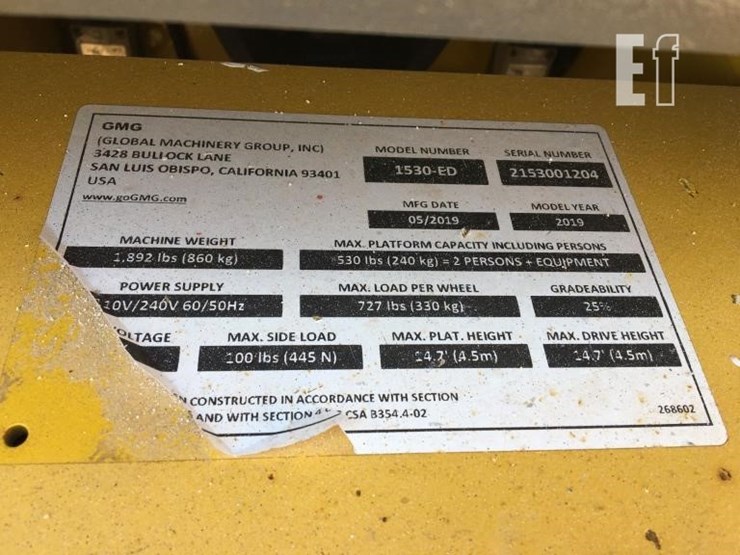 Ef
GMG
(GLOBAL MACHINERY GROUP, INC)
3428 BULLOCK LANE
SAN LUIS OBISPO, CALIFORNIA 93401
USA
www.goGMG.com
MODEL NUMBER SERIAL NUMBER
1530-ED 2153001204
MFG DATE MODEL YEAR
05/2019 2019
MACHINE WEIGHT MAX. PLATFORM CAPACITY INCLUDING PERSONS
1,892 lbs (860 kg) 530 lbs (240 kg) = 2 PERSONS + EQUIPMENT
POWER SUPPLY MAX. LOAD PER WHEEL GRADEABILITY
10V/240V 60/50Hz 727 lbs (330 kg) 25%
OLTAGE MAX. SIDE LOAD MAX. PLAT. HEIGHT MAX. DRIVE HEIGHT
100 lbs (445 N) 14.7' (4.5m) 14.7' (4.5m)
N CONSTRUCTED IN ACCORDANCE WITH SECTION
AND WITH SECTION CSA B354.4-02
268602